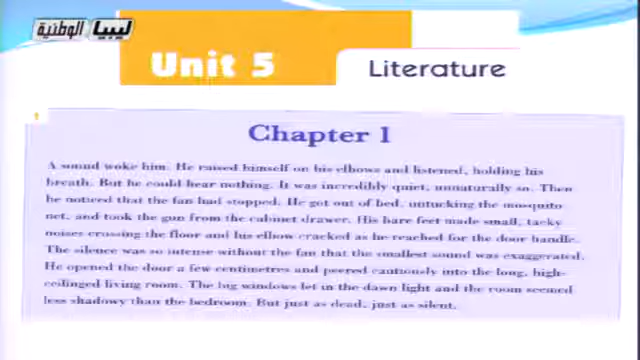 ليبيا الوطنية
Unit 5
Literature
Chapter 1
A sound woke him. He raised himself on his elbows and listened, holding his
breath. But he could hear nothing. It was incredibly quiet, unnaturally so. Then
he noticed that the fan had stopped. He got out of bed, untucking the mosquito
net, and took the gun from the cabinet drawer. His bare feet made small, tacky
noises crossing the floor and his elbow cracked as he reached for the door handle.
The silence was so intense without the fan that the smallest sound was exaggerated.
He opened the door a few centimetres and peered cautiously into the long, high-
ceilinged living room. The big windows let in the dawn light and the room seemed
less shadowy than the bedroom. But just as dead, just as silent.